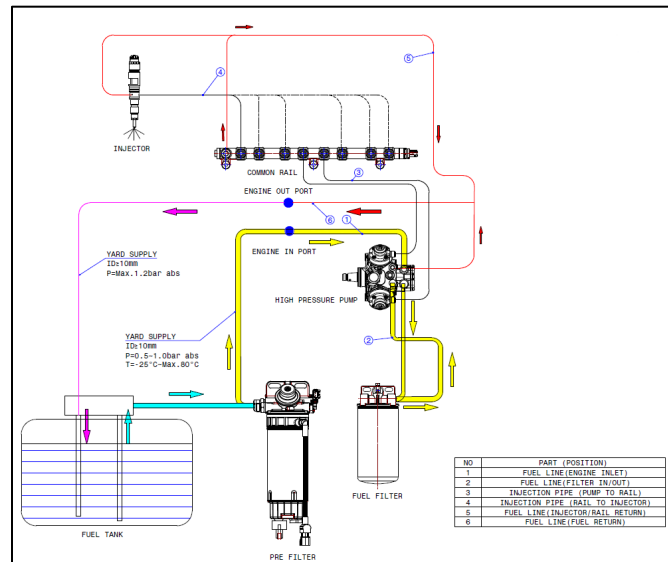 5
4
INJECTOR
COMMON RAIL
3
ENGINE OUT PORT
6
1
YARD SUPPLY
ID≥10mm
P=Max.1.2bar abs
ENGINE IN PORT
HIGH PRESSURE PUMP
YARD SUPPLY
ID≥10mm
P=0.5~1.0bar abs
T=-25°C~Max.80°C
2
FUEL FILTER
FUEL TANK
PRE FILTER
NO PART (POSITION)
1 FUEL LINE(ENGINE INLET)
2 FUEL LINE(FILTER IN/OUT)
3 INJECTION PIPE (PUMP TO RAIL)
4 INJECTION PIPE (RAIL TO INJECTOR)
5 FUEL LINE(INJECTOR/RAIL RETURN)
6 FUEL LINE(FUEL RETURN)